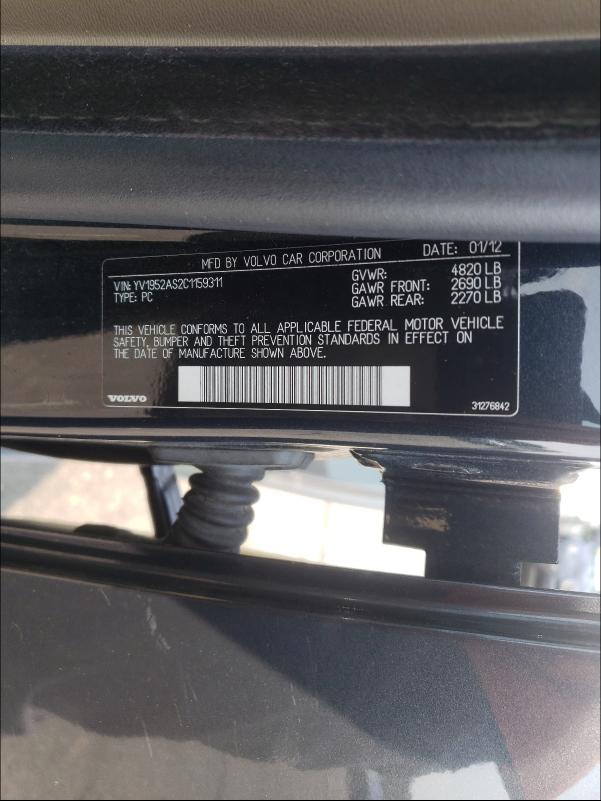 MFD BY VOLVO CAR CORPORATION DATE: 01/12
VIN: YV1952AS2C1159311
TYPE: PC
GVWR: 4820 LB
GAWR FRONT: 2690 LB
GAWR REAR: 2270 LB
THIS VEHICLE CONFORMS TO ALL APPLICABLE FEDERAL MOTOR VEHICLE
SAFETY, BUMPER AND THEFT PREVENTION STANDARDS IN EFFECT ON
THE DATE OF MANUFACTURE SHOWN ABOVE.
VOLVO 31276842